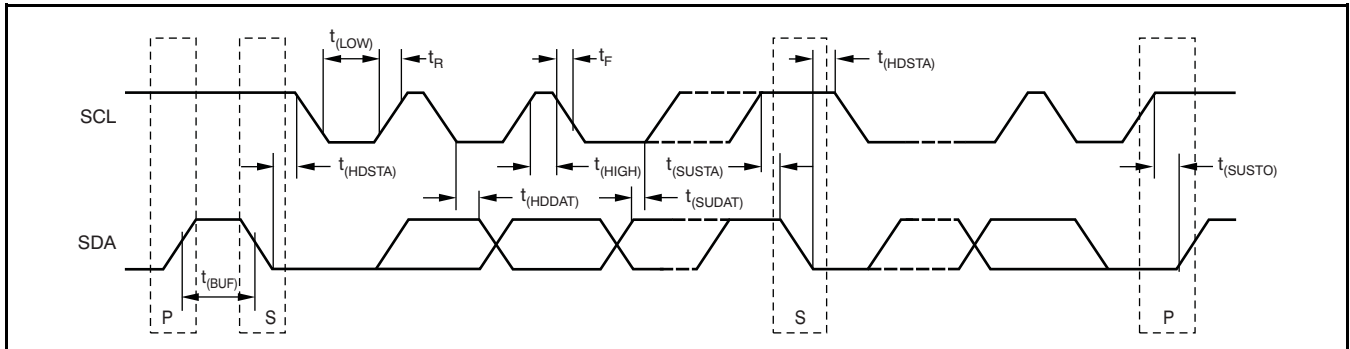 t(LOW)
tR
tF
t(HDSTA)
SCL
t(HDSTA)
t(HIGH)
t(SUSTA)
t(SUSTO)
t(HDDAT)
t(SUDAT)
SDA
t(BUF)
P
S
S
P